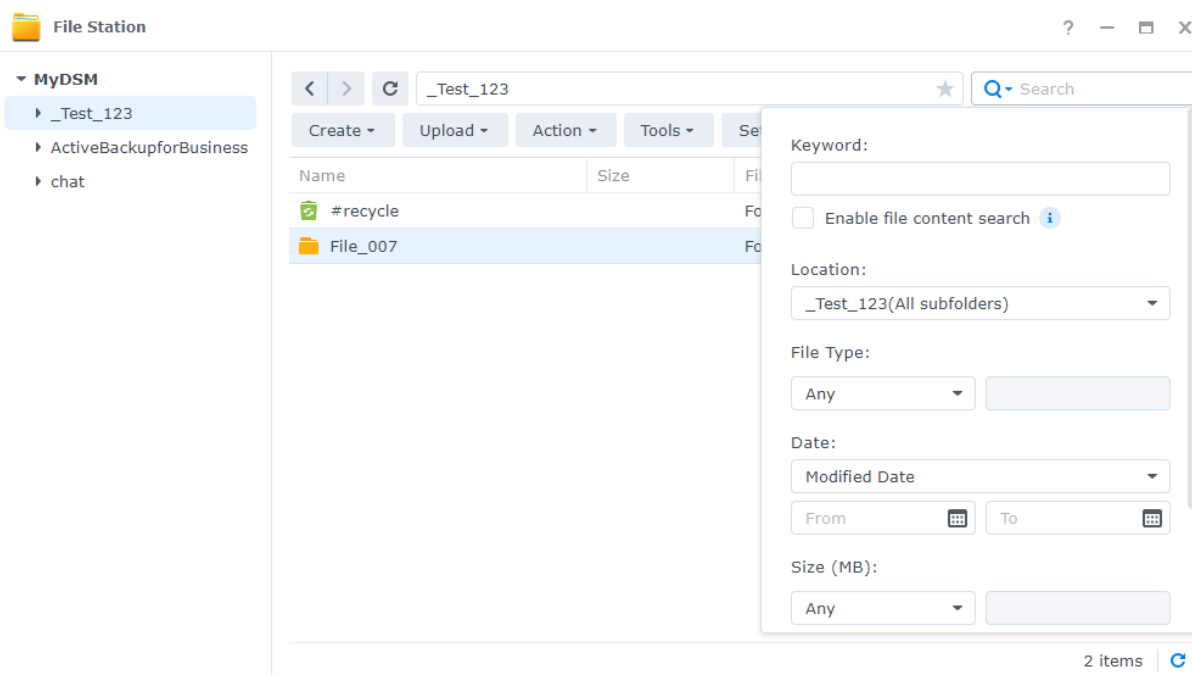 File Station
?
MyDSM
_Test_123
ActiveBackupforBusiness
chat
_Test_123
Search
Create
Upload
Action
Tools
Name
Size
#recycle
File_007
Keyword:
Enable file content search
Location:
_Test_123(All subfolders)
File Type:
Any
Date:
Modified Date
From
To
Size (MB):
Any
2 items